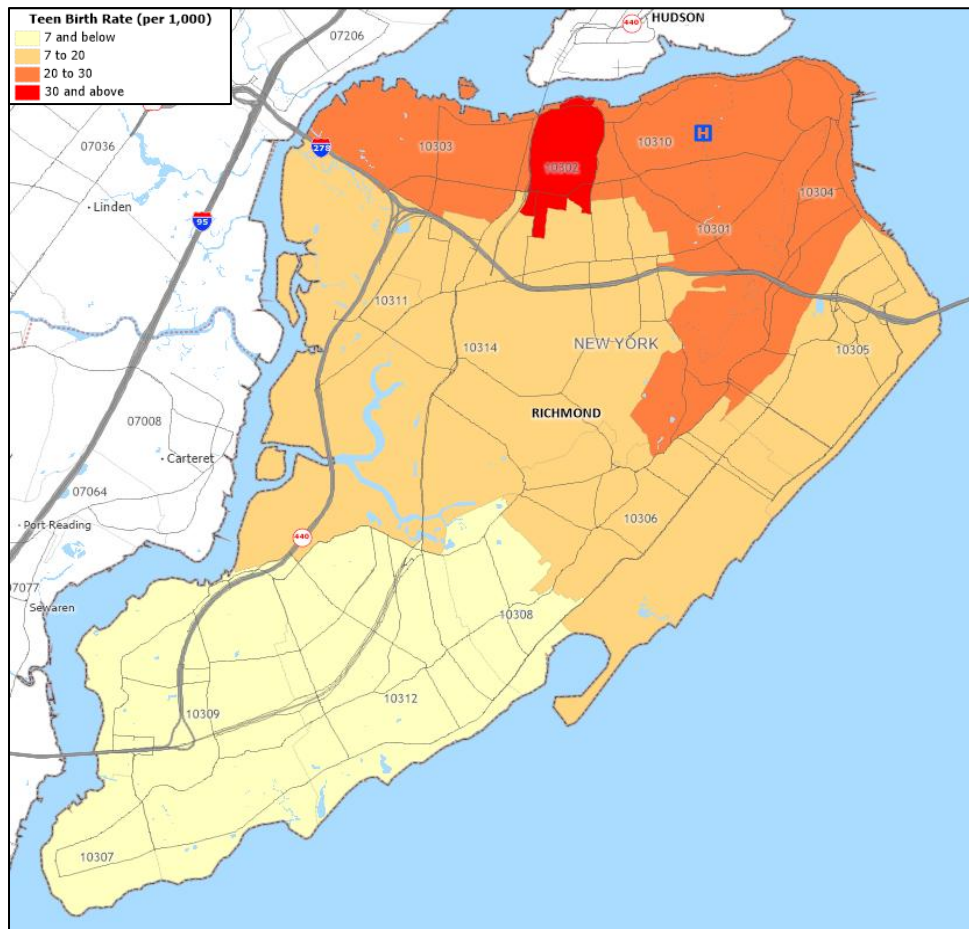 Teen Birth Rate (per 1,000)
7 and below
7 to 20
20 to 30
30 and above
440
HUDSON
07206
07036
278
10303
10302
10310
H
Linden
95
10304
10301
10311
10314
NEW YORK
10305
RICHMOND
07008
Carteret
07064
Port Reading
10306
440
07077
Sewaren
10308
10312
10309
10307